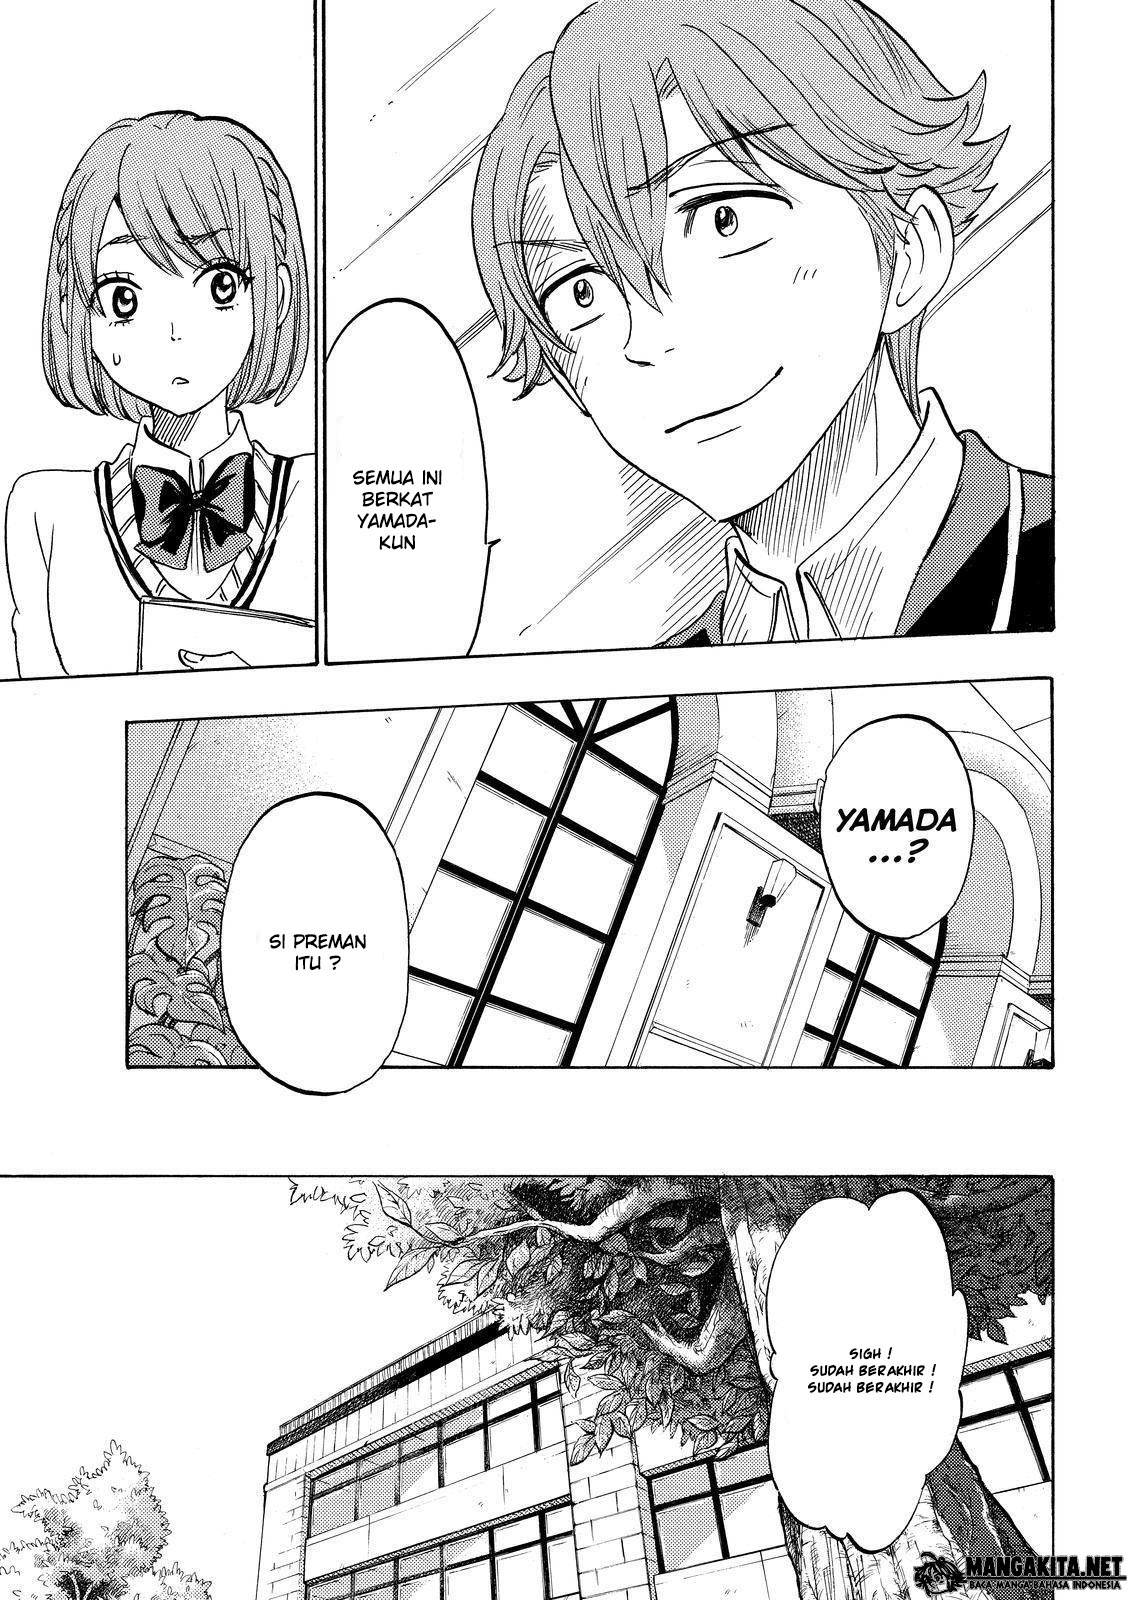 SEMUA INI
BERKAT
YAMADA-
KUN
YAMADA
...?
SI PREMAN
ITU ?
SIGH !
SUDAH BERAKHIR !
SUDAH BERAKHIR !
MANGAKITA.NET
BACA MANGA BAHASA INDONESIA